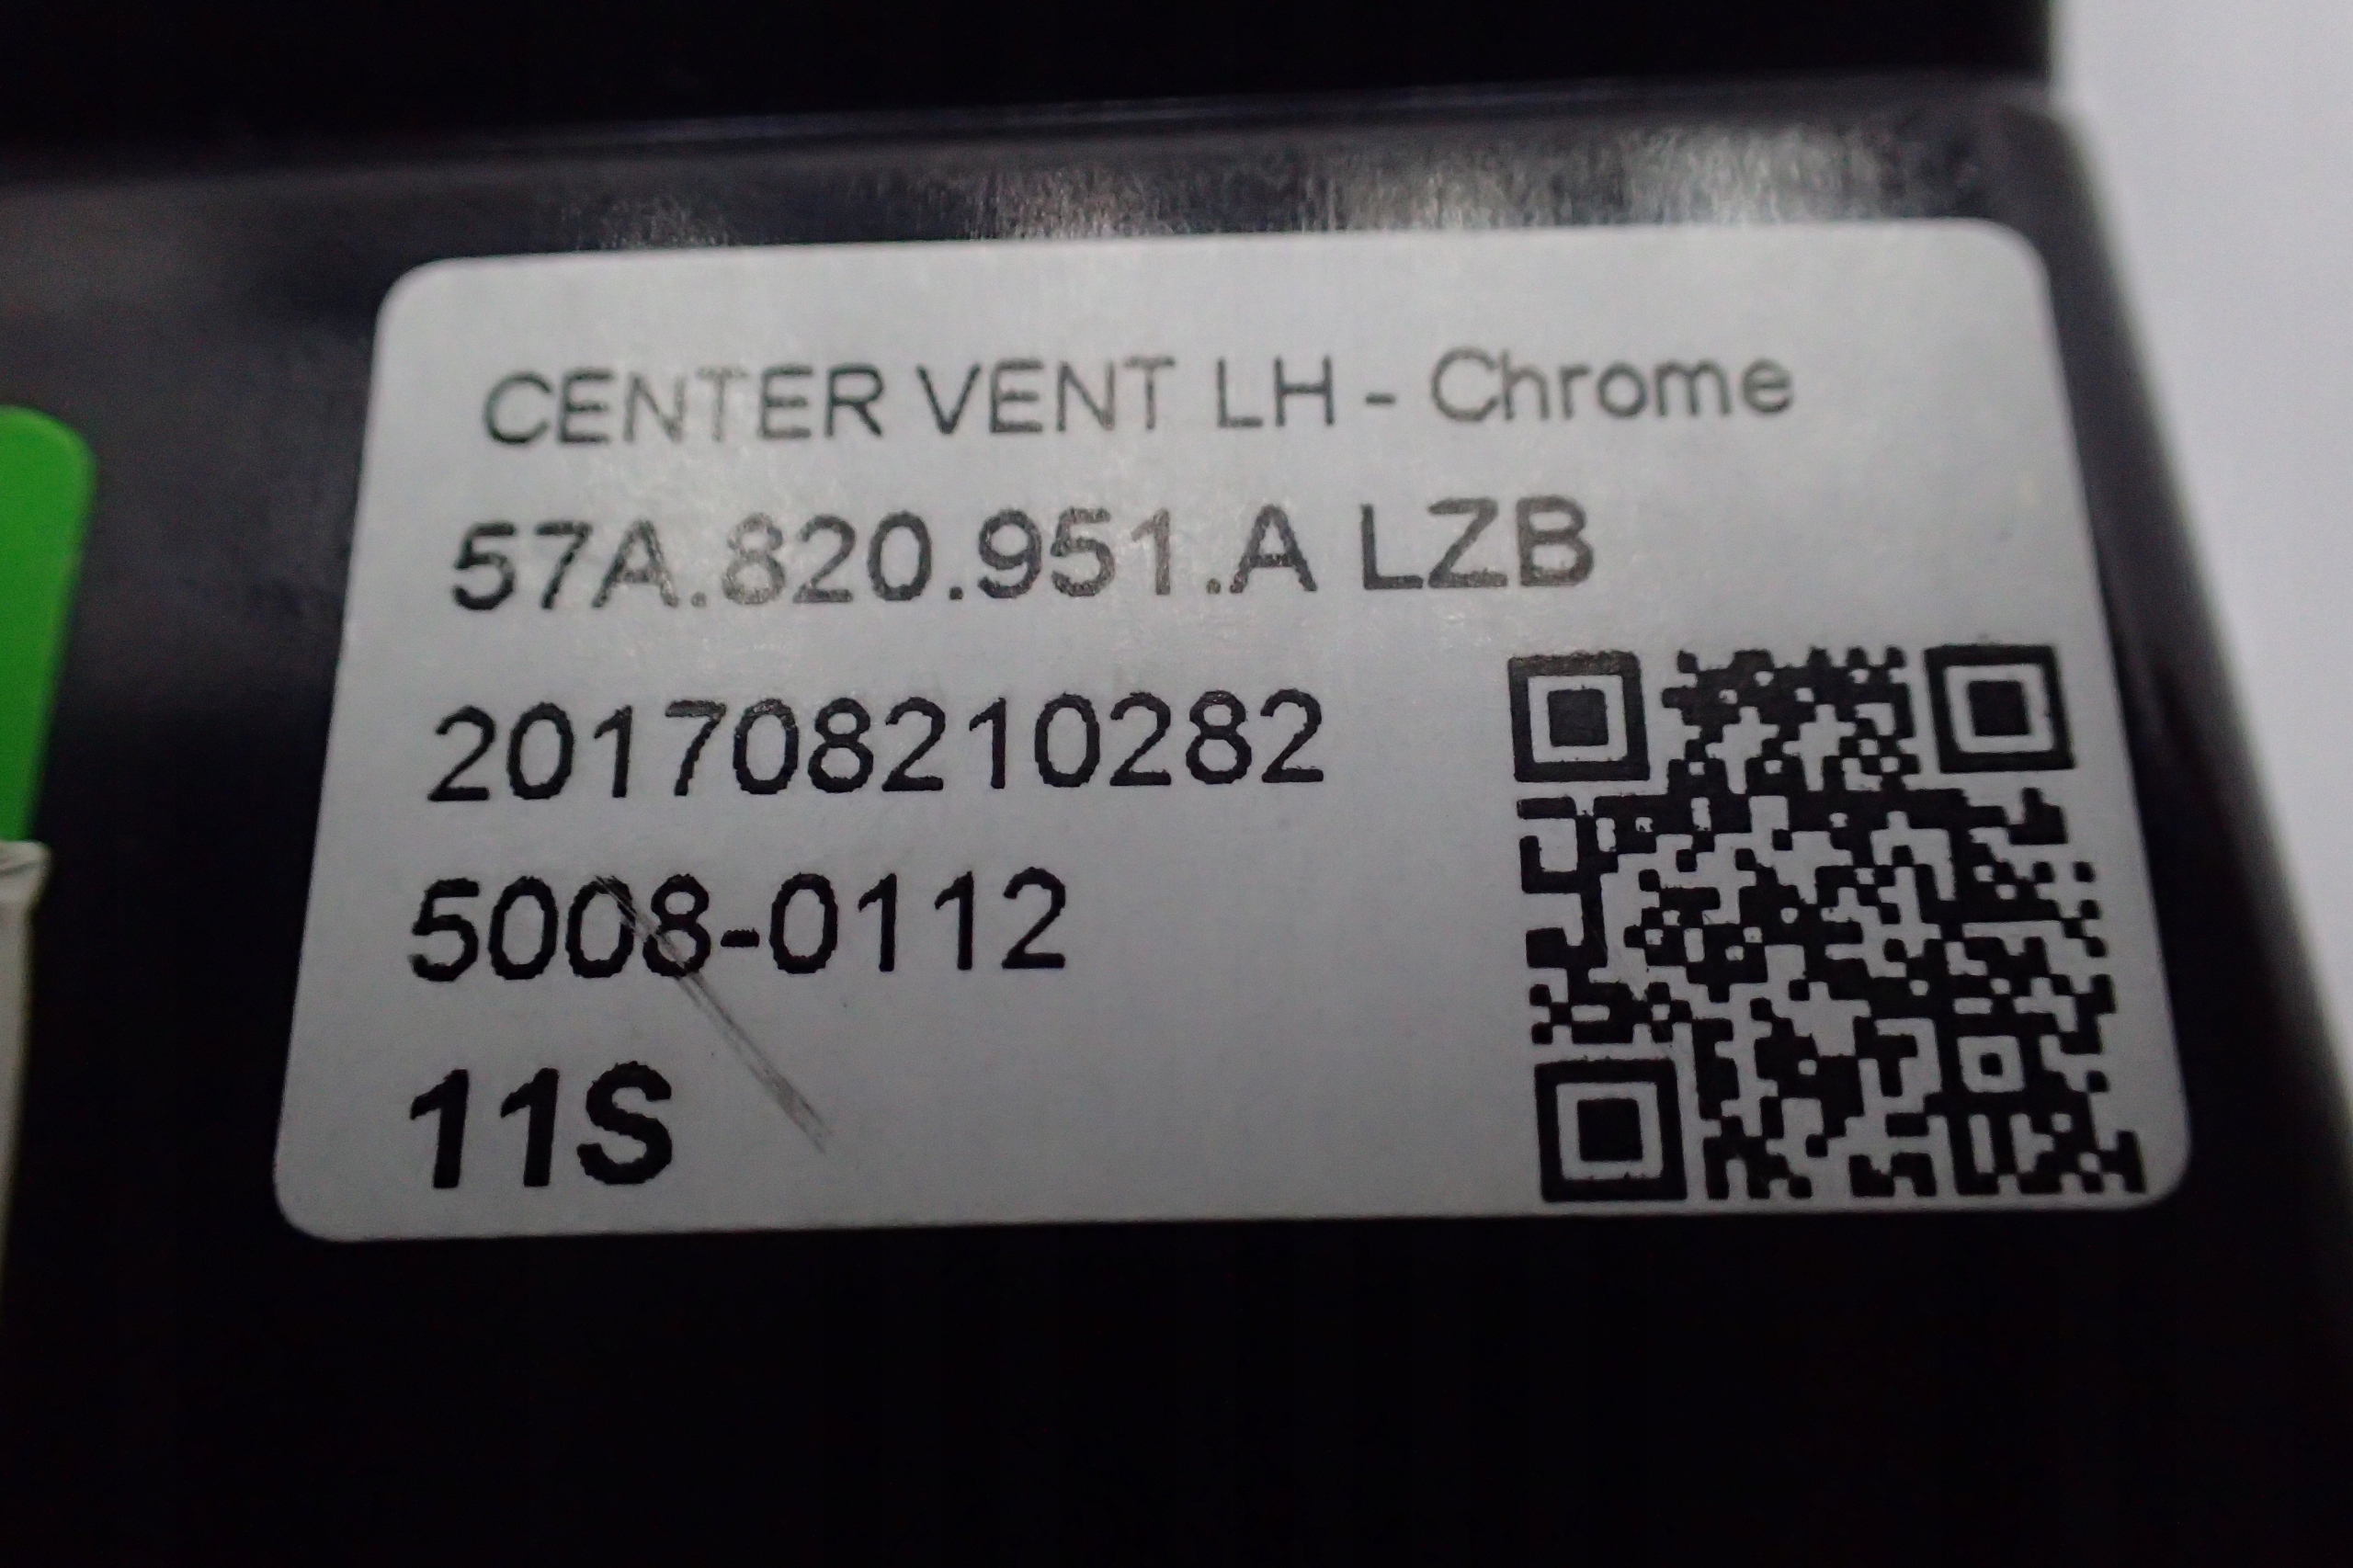 CENTER VENT LH - Chrome
57A.820.951.A LZB
201708210282
5008-0112
11S